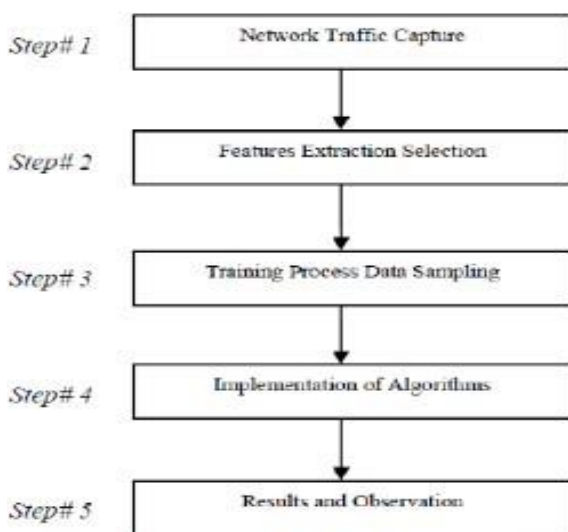 Step# 1 Network Traffic Capture
Step# 2 Features Extraction Selection
Step# 3 Training Process Data Sampling
Step# 4 Implementation of Algorithms
Step# 5 Results and Observation